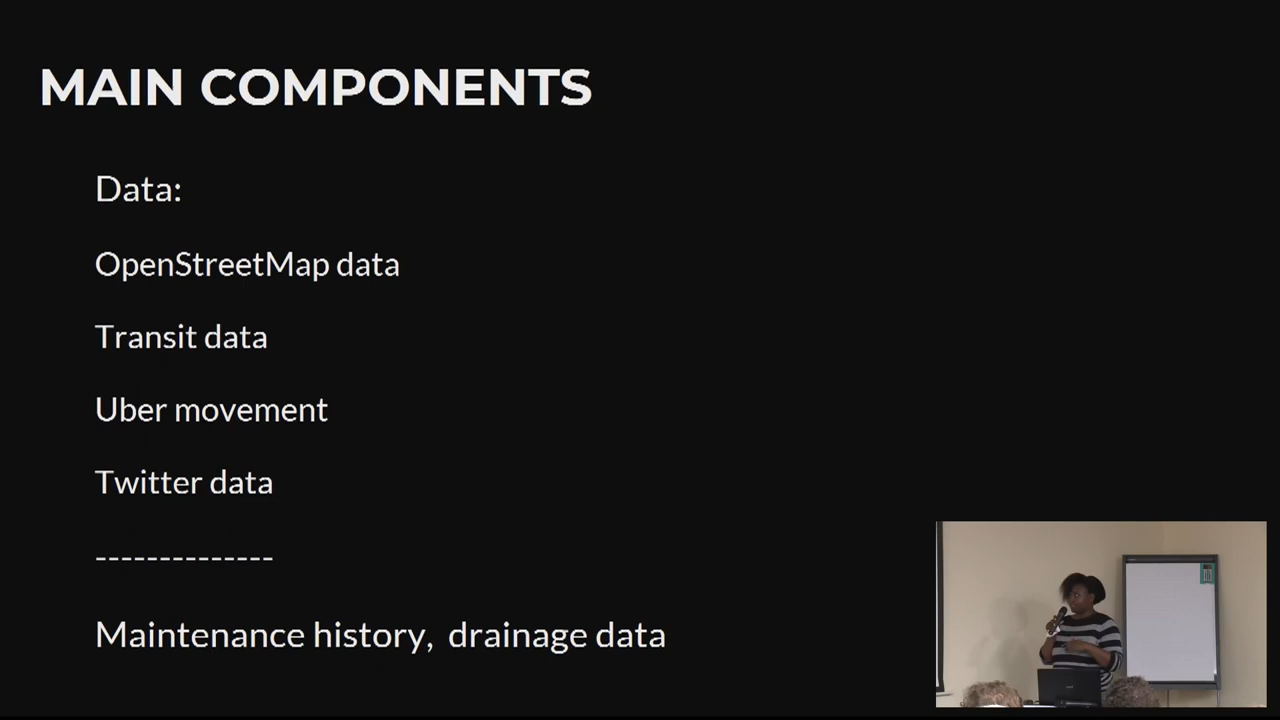 MAIN COMPONENTS
Data:
OpenStreetMap data
Transit data
Uber movement
Twitter data
--------------
Maintenance history, drainage data